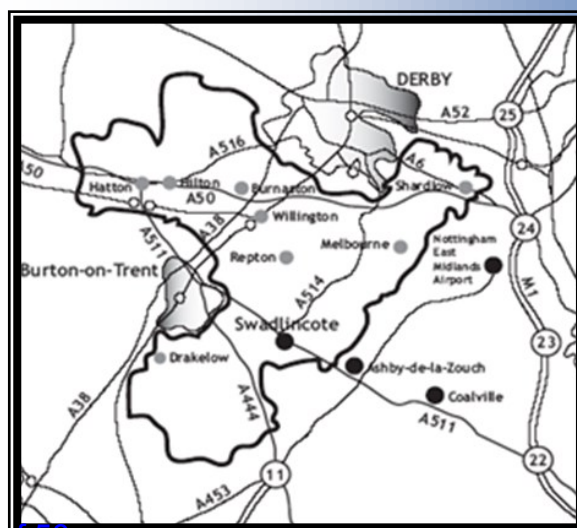 DERBY
A52
25
A516
A6
A50
Hatton
Hilton
Burnaston
Shardlow
A50
Willington
A38
24
A511
Melbourne
Nottingham
East
Midlands
Airport
Repton
Burton-on-Trent
A514
M1
Swadlincote
23
Drakelow
Ashby-de-la-Zouch
A38
A444
Coalville
A511
22
11
A453